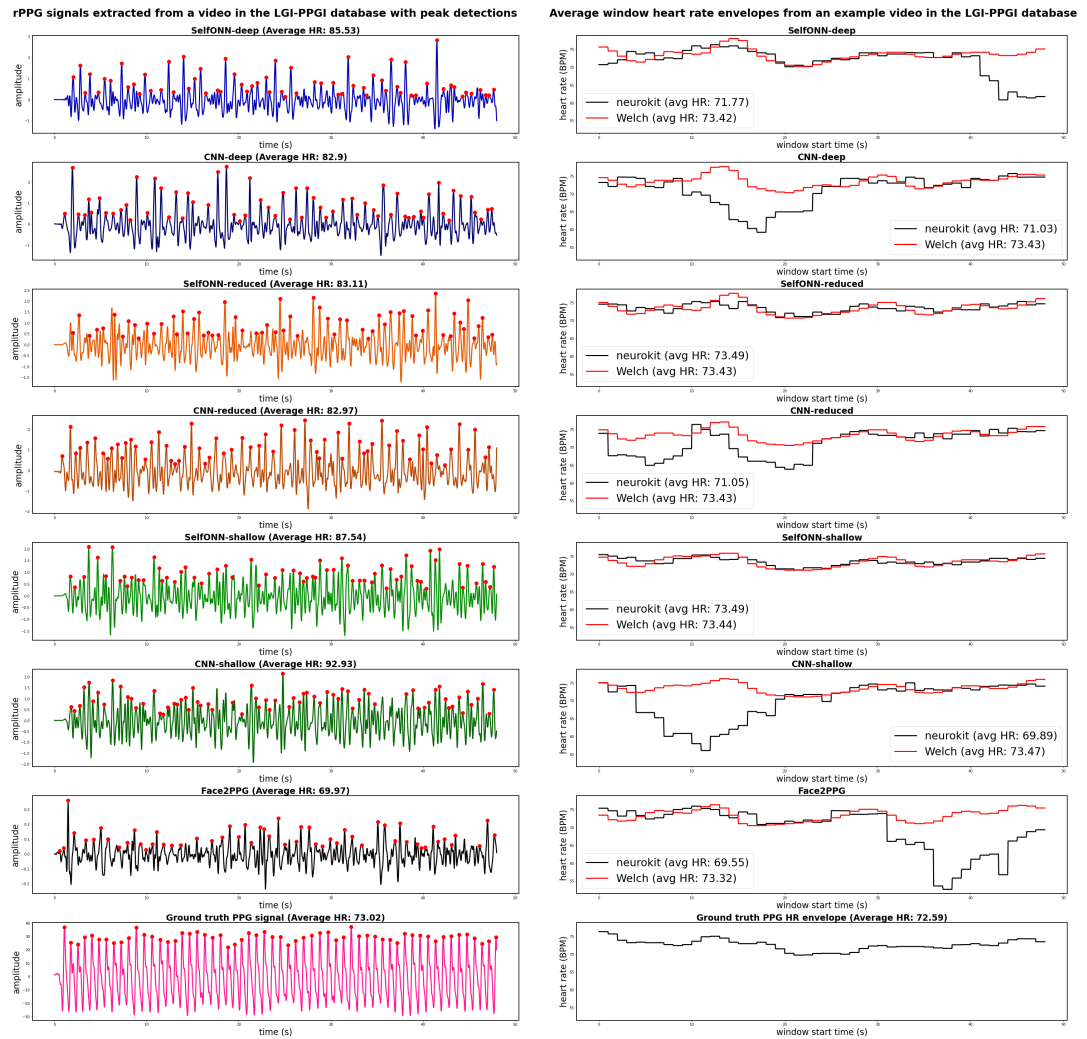 rPPG signals extracted from a video in the LGI-PPGI database with peak detections
Average window heart rate envelopes from an example video in the LGI-PPGI database
SelfONN-deep (Average HR: 85.53)
amplitude
time (s)
SelfONN-deep
heart rate (BPM)
neurokit (avg HR: 71.77)
Welch (avg HR: 73.42)
window start time (s)
CNN-deep (Average HR: 82.9)
amplitude
time (s)
CNN-deep
heart rate (BPM)
neurokit (avg HR: 71.03)
Welch (avg HR: 73.43)
window start time (s)
SelfONN-reduced (Average HR: 83.11)
amplitude
time (s)
SelfONN-reduced
heart rate (BPM)
neurokit (avg HR: 73.49)
Welch (avg HR: 73.43)
window start time (s)
CNN-reduced (Average HR: 82.97)
amplitude
time (s)
CNN-reduced
heart rate (BPM)
neurokit (avg HR: 71.05)
Welch (avg HR: 73.43)
window start time (s)
SelfONN-shallow (Average HR: 87.54)
amplitude
time (s)
SelfONN-shallow
heart rate (BPM)
neurokit (avg HR: 73.49)
Welch (avg HR: 73.44)
window start time (s)
CNN-shallow (Average HR: 92.93)
amplitude
time (s)
CNN-shallow
heart rate (BPM)
neurokit (avg HR: 69.89)
Welch (avg HR: 73.47)
window start time (s)
Face2PPG (Average HR: 69.97)
amplitude
time (s)
Face2PPG
heart rate (BPM)
neurokit (avg HR: 69.55)
Welch (avg HR: 73.32)
window start time (s)
Ground truth PPG signal (Average HR: 73.02)
amplitude
time (s)
Ground truth PPG HR envelope (Average HR: 72.59)
heart rate (BPM)
window start time (s)